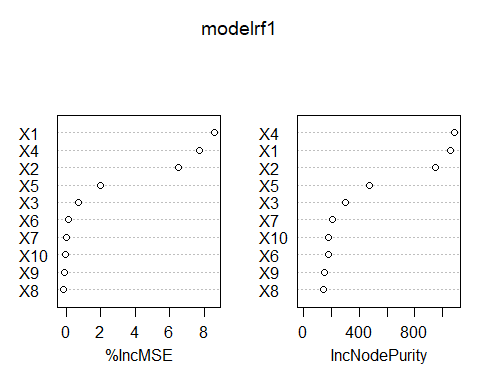 modelrf1
X1
X4
X2
X5
X3
X6
X7
X10
X9
X8
0 2 4 6 8
%IncMSE
X4
X1
X2
X5
X3
X7
X10
X6
X9
X8
0 400 800
IncNodePurity